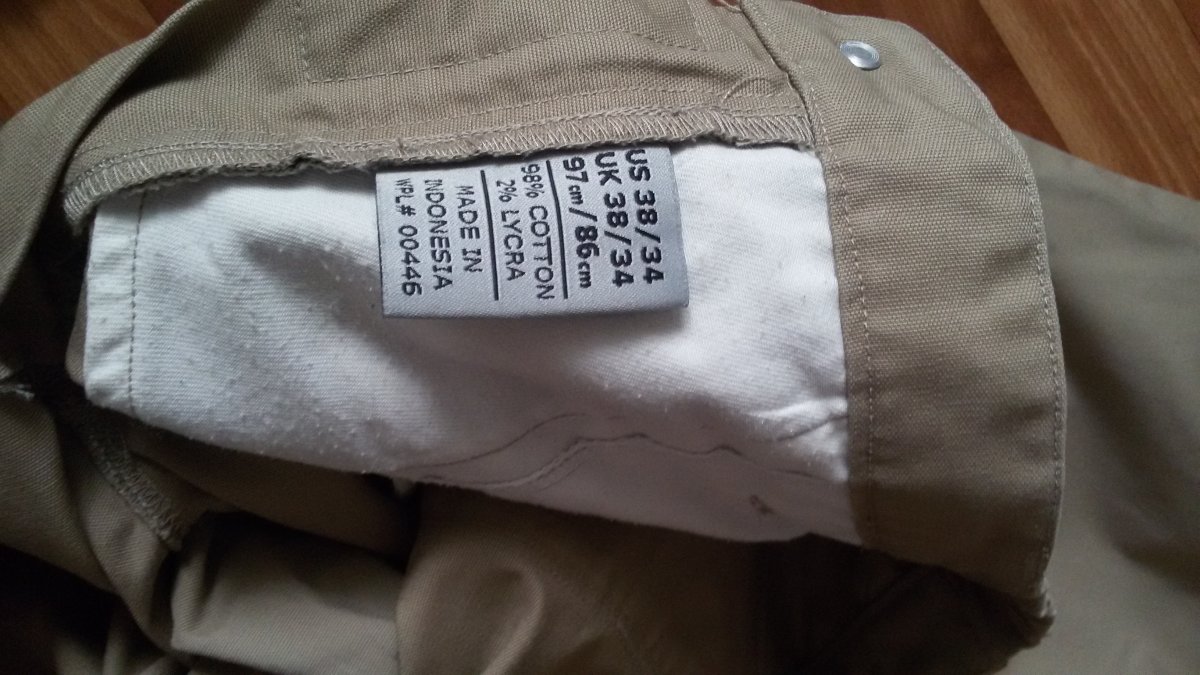 US 38/34
UK 38/34
97cm/86cm
98% COTTON
2% LYCRA
MADE IN
INDONESIA
WPL# 00446